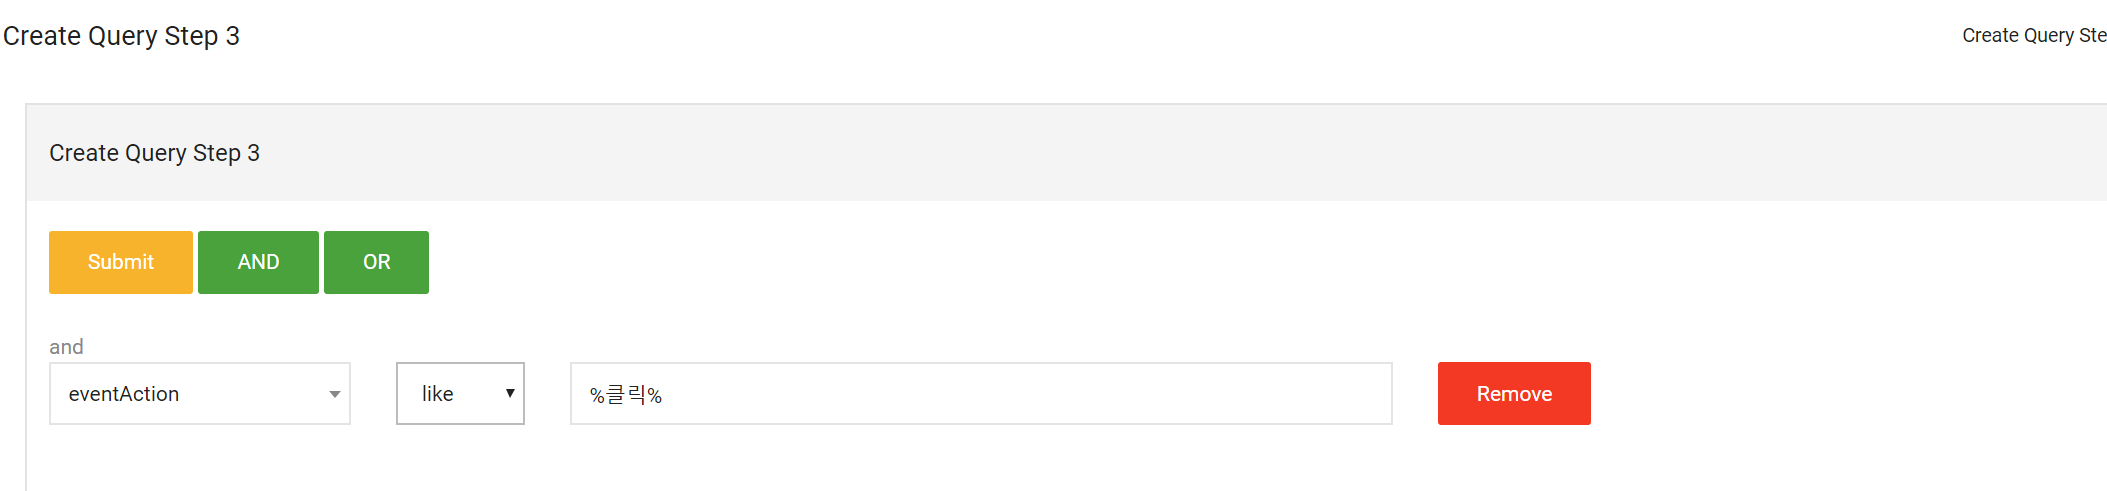 Create Query Step 3
Create Query Ste
Create Query Step 3
Submit AND OR
and
eventAction like %클릭% Remove